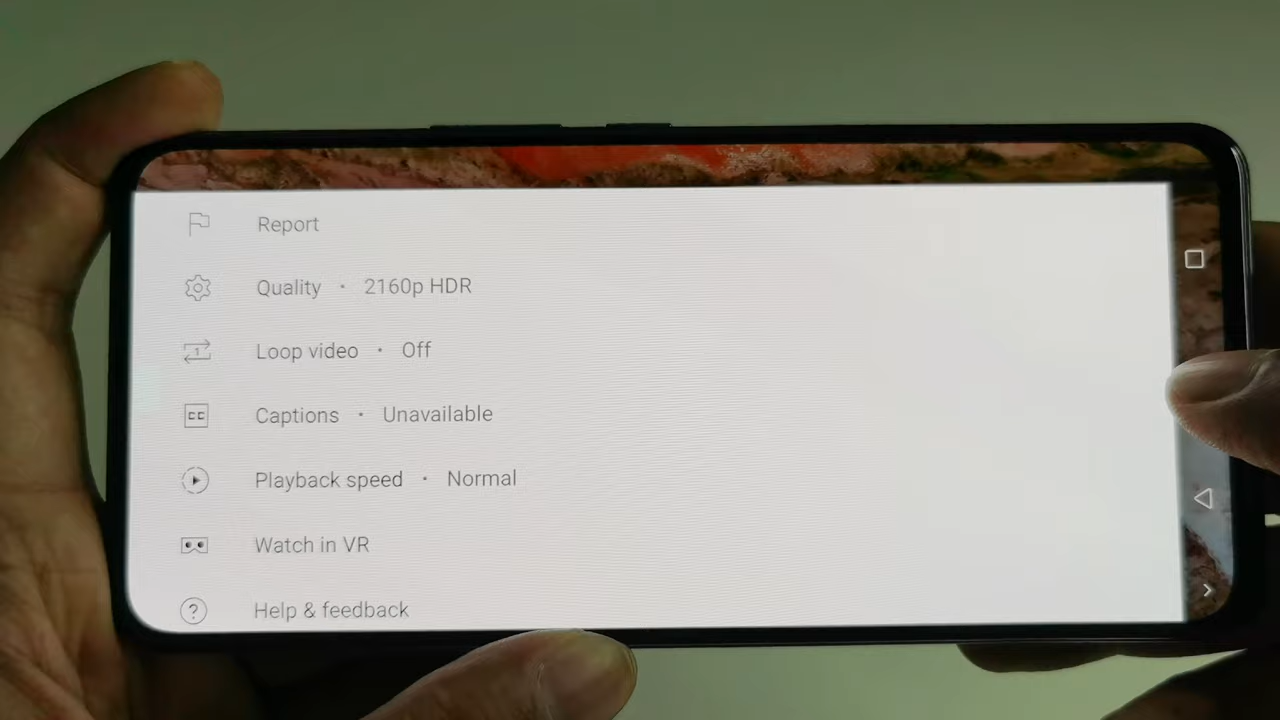 Report
Quality · 2160p HDR
Loop video · Off
Captions · Unavailable
Playback speed · Normal
Watch in VR
Help & feedback